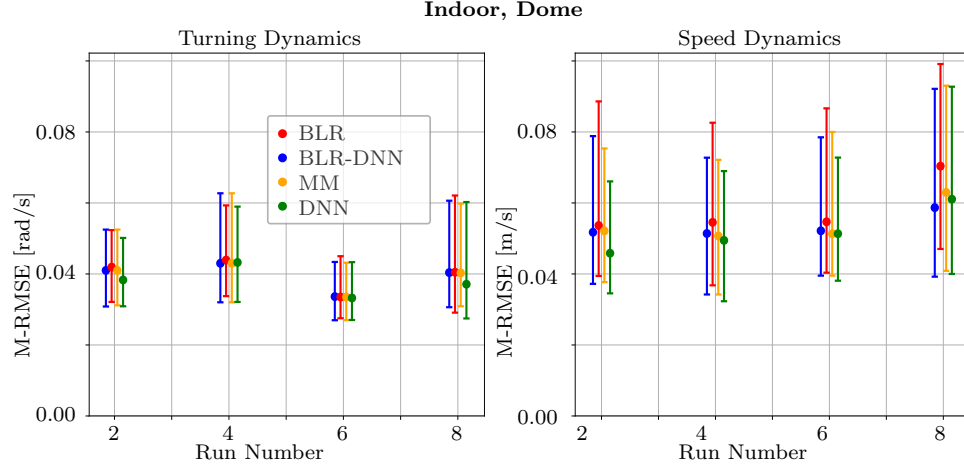 Indoor, Dome
Turning Dynamics
M-RMSE [rad/s]
0.08
0.04
0.00
BLR
BLR-DNN
MM
DNN
2 4 6 8
Run Number
Speed Dynamics
M-RMSE [m/s]
0.08
0.04
0.00
2 4 6 8
Run Number